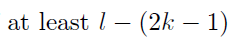 at least l − (2k − 1)